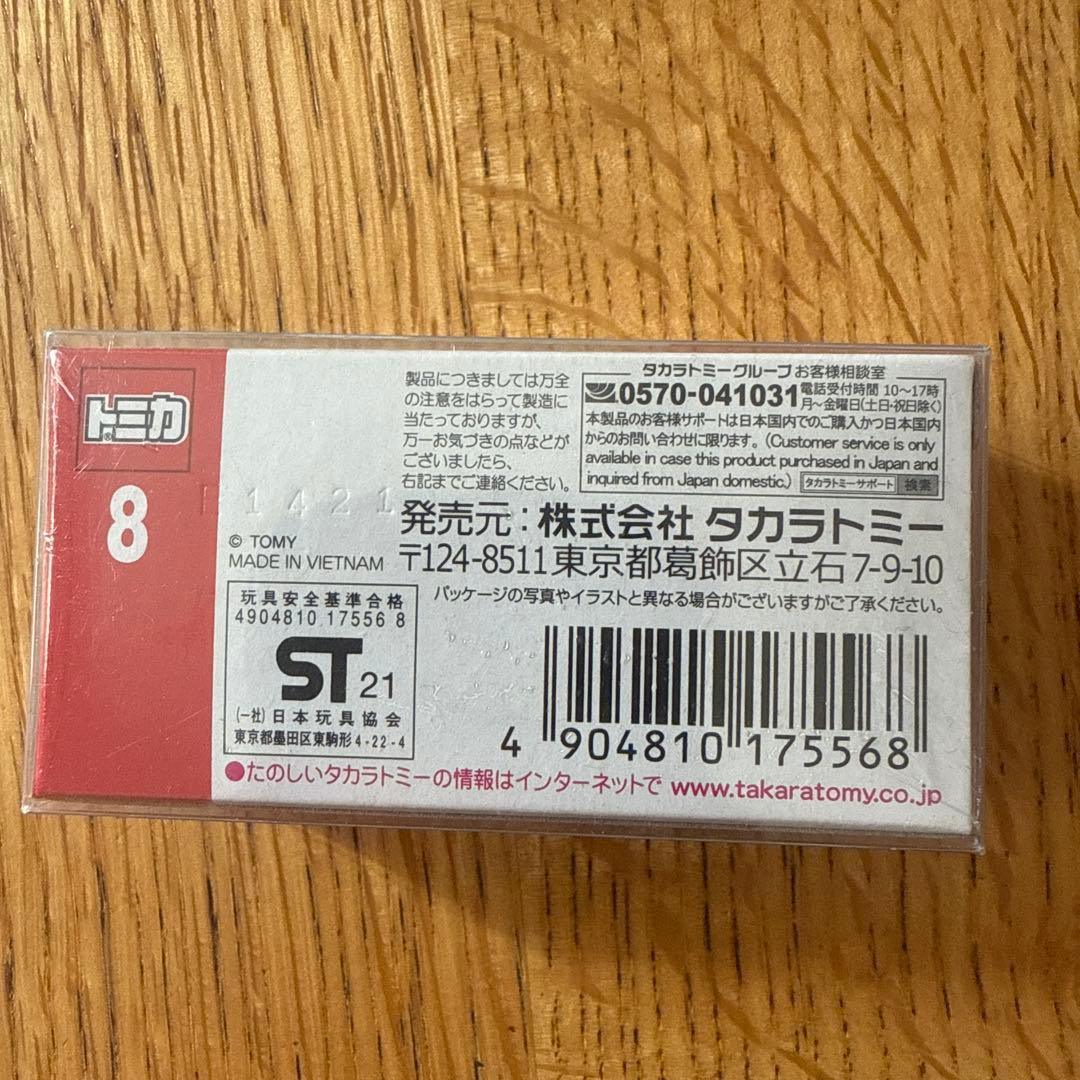 トミカ
®
8
1421
© TOMY
MADE IN VIETNAM
玩具安全基準合格
4904810 17556 8
ST 21
(一社)日本玩具協会
東京都墨田区東駒形4-22-4
製品につきましては万全
の注意をはらって製造に
当たっておりますが、
万一お気づきの点などが
ございましたら、
右記までご連絡ください。
タカラトミーグループお客様相談室
0570-041031
電話受付時間 10〜17時
月〜金曜日(土日・祝日除く)
本製品のお客様サポートは日本国内でのご購入かつ日本国内
からのお問い合わせに限ります。(Customer service is only
available in case this product purchased in Japan and
inquired from Japan domestic.) タカラトミーサポート 検索
発売元：株式会社 タカラトミー
〒124-8511 東京都葛飾区立石7-9-10
パッケージの写真やイラストと異なる場合がございますがご了承ください。
4 904810 175568
●たのしいタカラトミーの情報はインターネットで www.takaratomy.co.jp